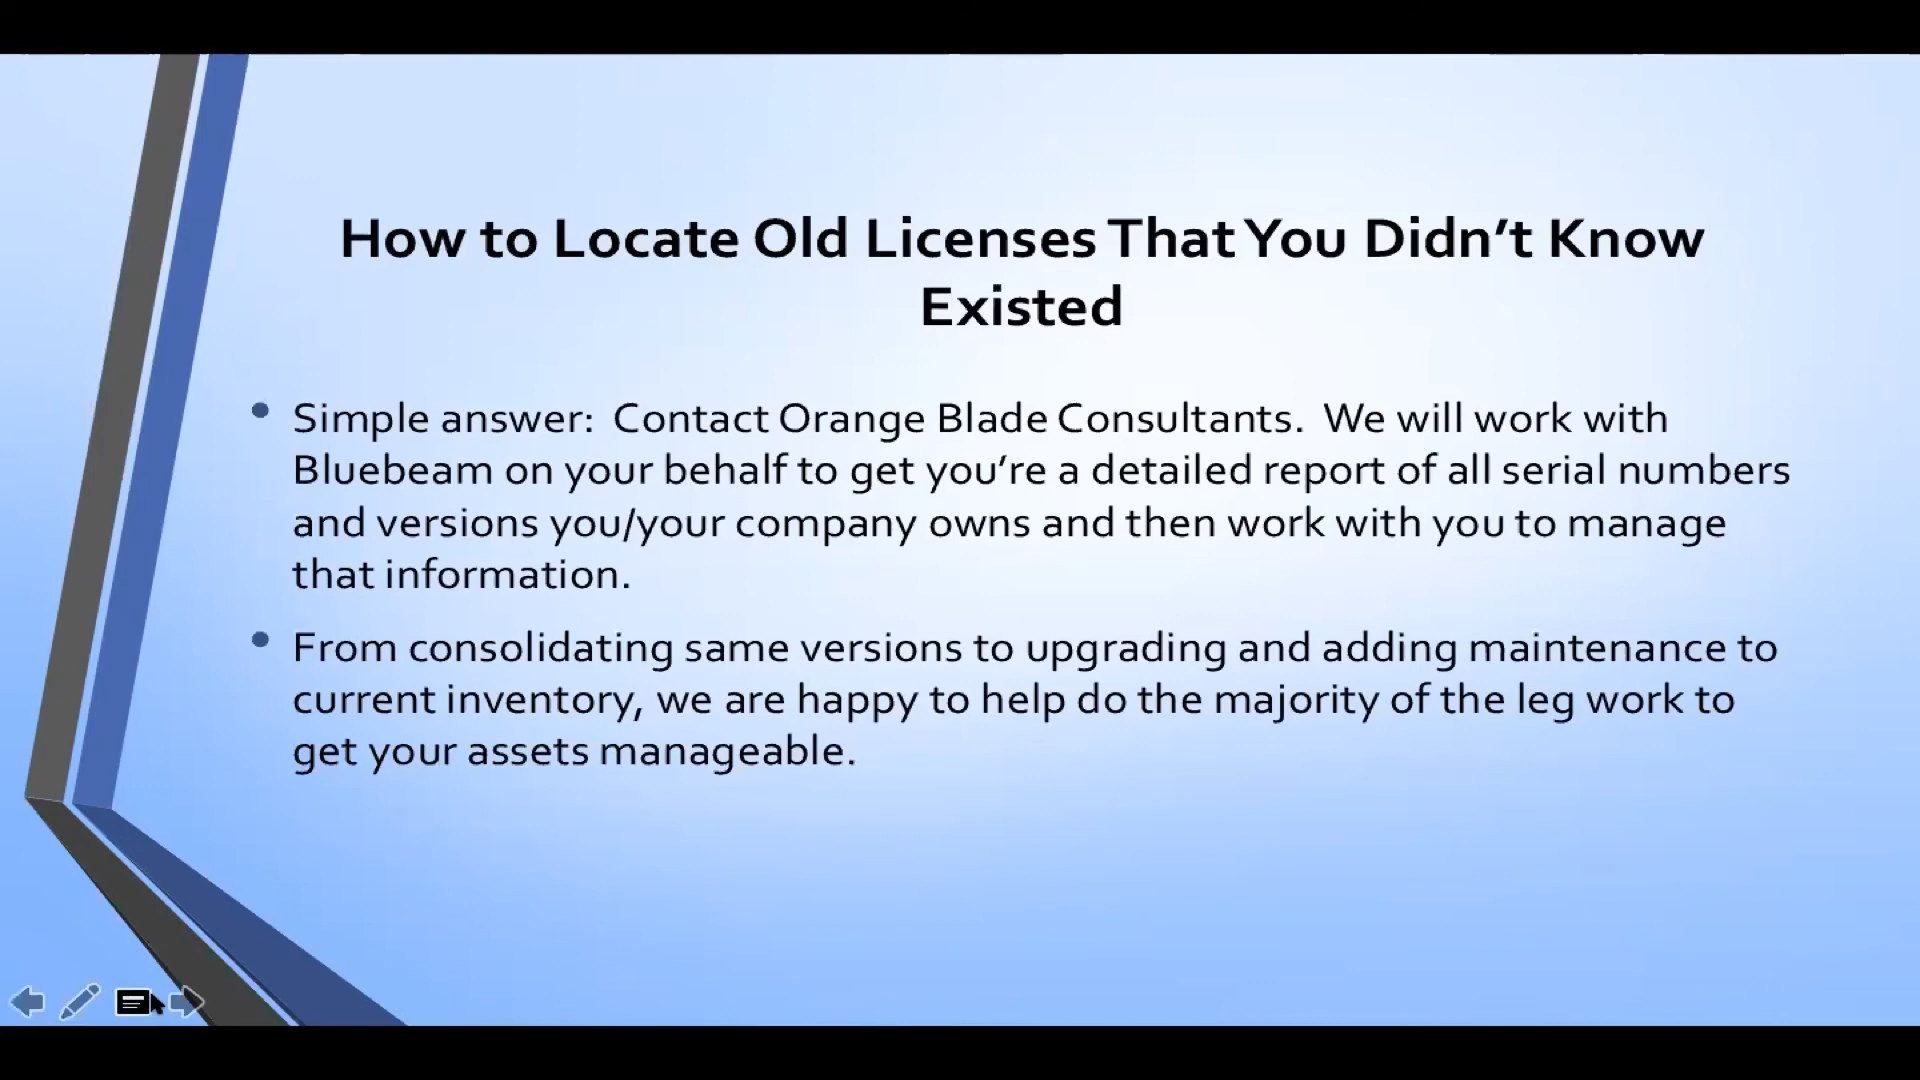 How to Locate Old Licenses That You Didn’t Know
Existed
• Simple answer:  Contact Orange Blade Consultants.  We will work with
Bluebeam on your behalf to get you’re a detailed report of all serial numbers
and versions you/your company owns and then work with you to manage
that information.
• From consolidating same versions to upgrading and adding maintenance to
current inventory, we are happy to help do the majority of the leg work to
get your assets manageable.